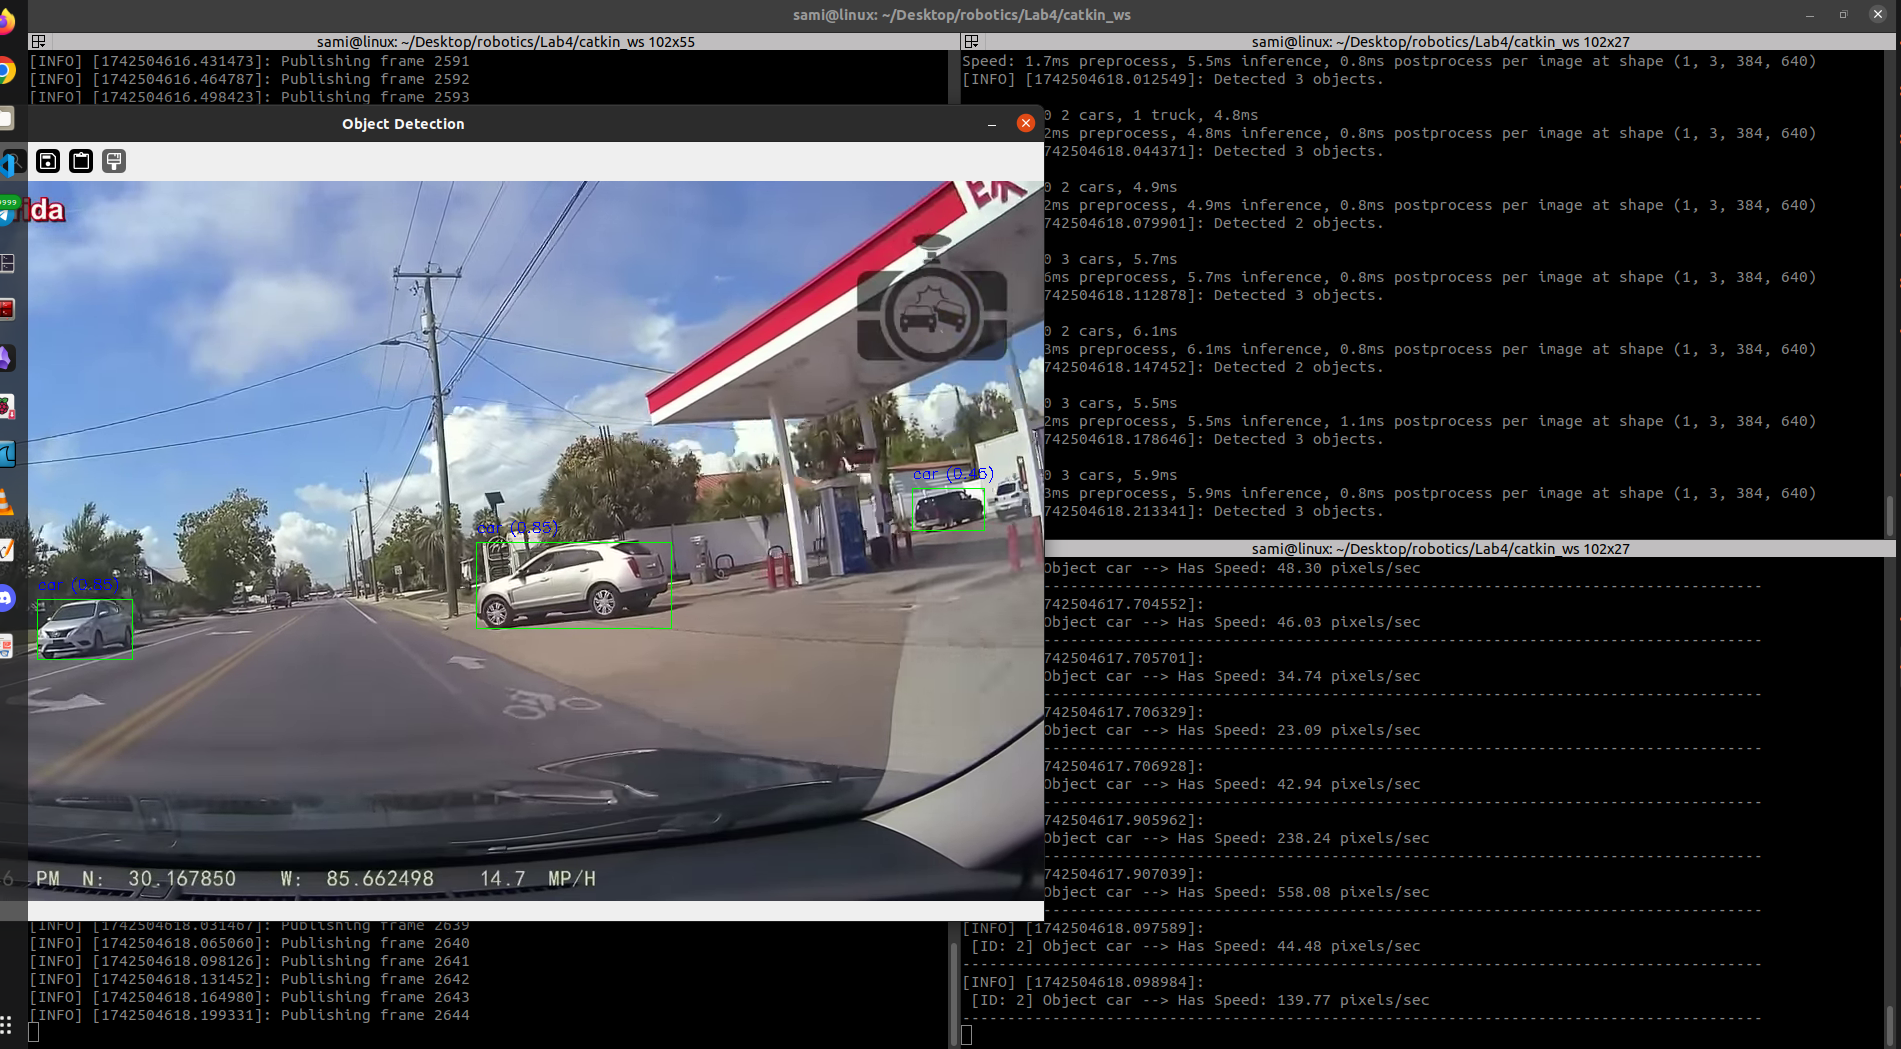 sami@linux: ~/Desktop/robotics/Lab4/catkin_ws
sami@linux: ~/Desktop/robotics/Lab4/catkin_ws 102x55
[INFO] [1742504616.431473]: Publishing frame 2591
[INFO] [1742504616.464787]: Publishing frame 2592
[INFO] [1742504616.498423]: Publishing frame 2593
Object Detection
9999
ida
car (0.85)
car (0.85)
car (0.45)
6 PM N: 30.167850 W: 85.662498 14.7 MP/H
[INFO] [1742504618.031467]: Publishing frame 2639
[INFO] [1742504618.065060]: Publishing frame 2640
[INFO] [1742504618.098126]: Publishing frame 2641
[INFO] [1742504618.131452]: Publishing frame 2642
[INFO] [1742504618.164980]: Publishing frame 2643
[INFO] [1742504618.199331]: Publishing frame 2644
sami@linux: ~/Desktop/robotics/Lab4/catkin_ws 102x27
Speed: 1.7ms preprocess, 5.5ms inference, 0.8ms postprocess per image at shape (1, 3, 384, 640)
[INFO] [1742504618.012549]: Detected 3 objects.
0 2 cars, 1 truck, 4.8ms
2ms preprocess, 4.8ms inference, 0.8ms postprocess per image at shape (1, 3, 384, 640)
742504618.044371]: Detected 3 objects.
0 2 cars, 4.9ms
2ms preprocess, 4.9ms inference, 0.8ms postprocess per image at shape (1, 3, 384, 640)
742504618.079901]: Detected 2 objects.
0 3 cars, 5.7ms
6ms preprocess, 5.7ms inference, 0.8ms postprocess per image at shape (1, 3, 384, 640)
742504618.112878]: Detected 3 objects.
0 2 cars, 6.1ms
3ms preprocess, 6.1ms inference, 0.8ms postprocess per image at shape (1, 3, 384, 640)
742504618.147452]: Detected 2 objects.
0 3 cars, 5.5ms
2ms preprocess, 5.5ms inference, 1.1ms postprocess per image at shape (1, 3, 384, 640)
742504618.178646]: Detected 3 objects.
0 3 cars, 5.9ms
3ms preprocess, 5.9ms inference, 0.8ms postprocess per image at shape (1, 3, 384, 640)
742504618.213341]: Detected 3 objects.
sami@linux: ~/Desktop/robotics/Lab4/catkin_ws 102x27
Object car --> Has Speed: 48.30 pixels/sec
--------------------------------------------------------------------------------
742504617.704552]:
Object car --> Has Speed: 46.03 pixels/sec
--------------------------------------------------------------------------------
742504617.705701]:
Object car --> Has Speed: 34.74 pixels/sec
--------------------------------------------------------------------------------
742504617.706329]:
Object car --> Has Speed: 23.09 pixels/sec
--------------------------------------------------------------------------------
742504617.706928]:
Object car --> Has Speed: 42.94 pixels/sec
--------------------------------------------------------------------------------
742504617.905962]:
Object car --> Has Speed: 238.24 pixels/sec
--------------------------------------------------------------------------------
742504617.907039]:
Object car --> Has Speed: 558.08 pixels/sec
--------------------------------------------------------------------------------
[INFO] [1742504618.097589]:
[ID: 2] Object car --> Has Speed: 44.48 pixels/sec
--------------------------------------------------------------------------------
[INFO] [1742504618.098984]:
[ID: 2] Object car --> Has Speed: 139.77 pixels/sec
--------------------------------------------------------------------------------